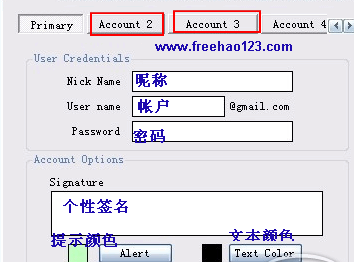 Primary Account 2 Account 3 Account 4
www.freehao123.com
User Credentials
Nick Name 昵称
User name 帐户 @gmail.com
Password 密码
Account Options
Signature
个性签名
提示颜色 文本颜色
Alert Text Color